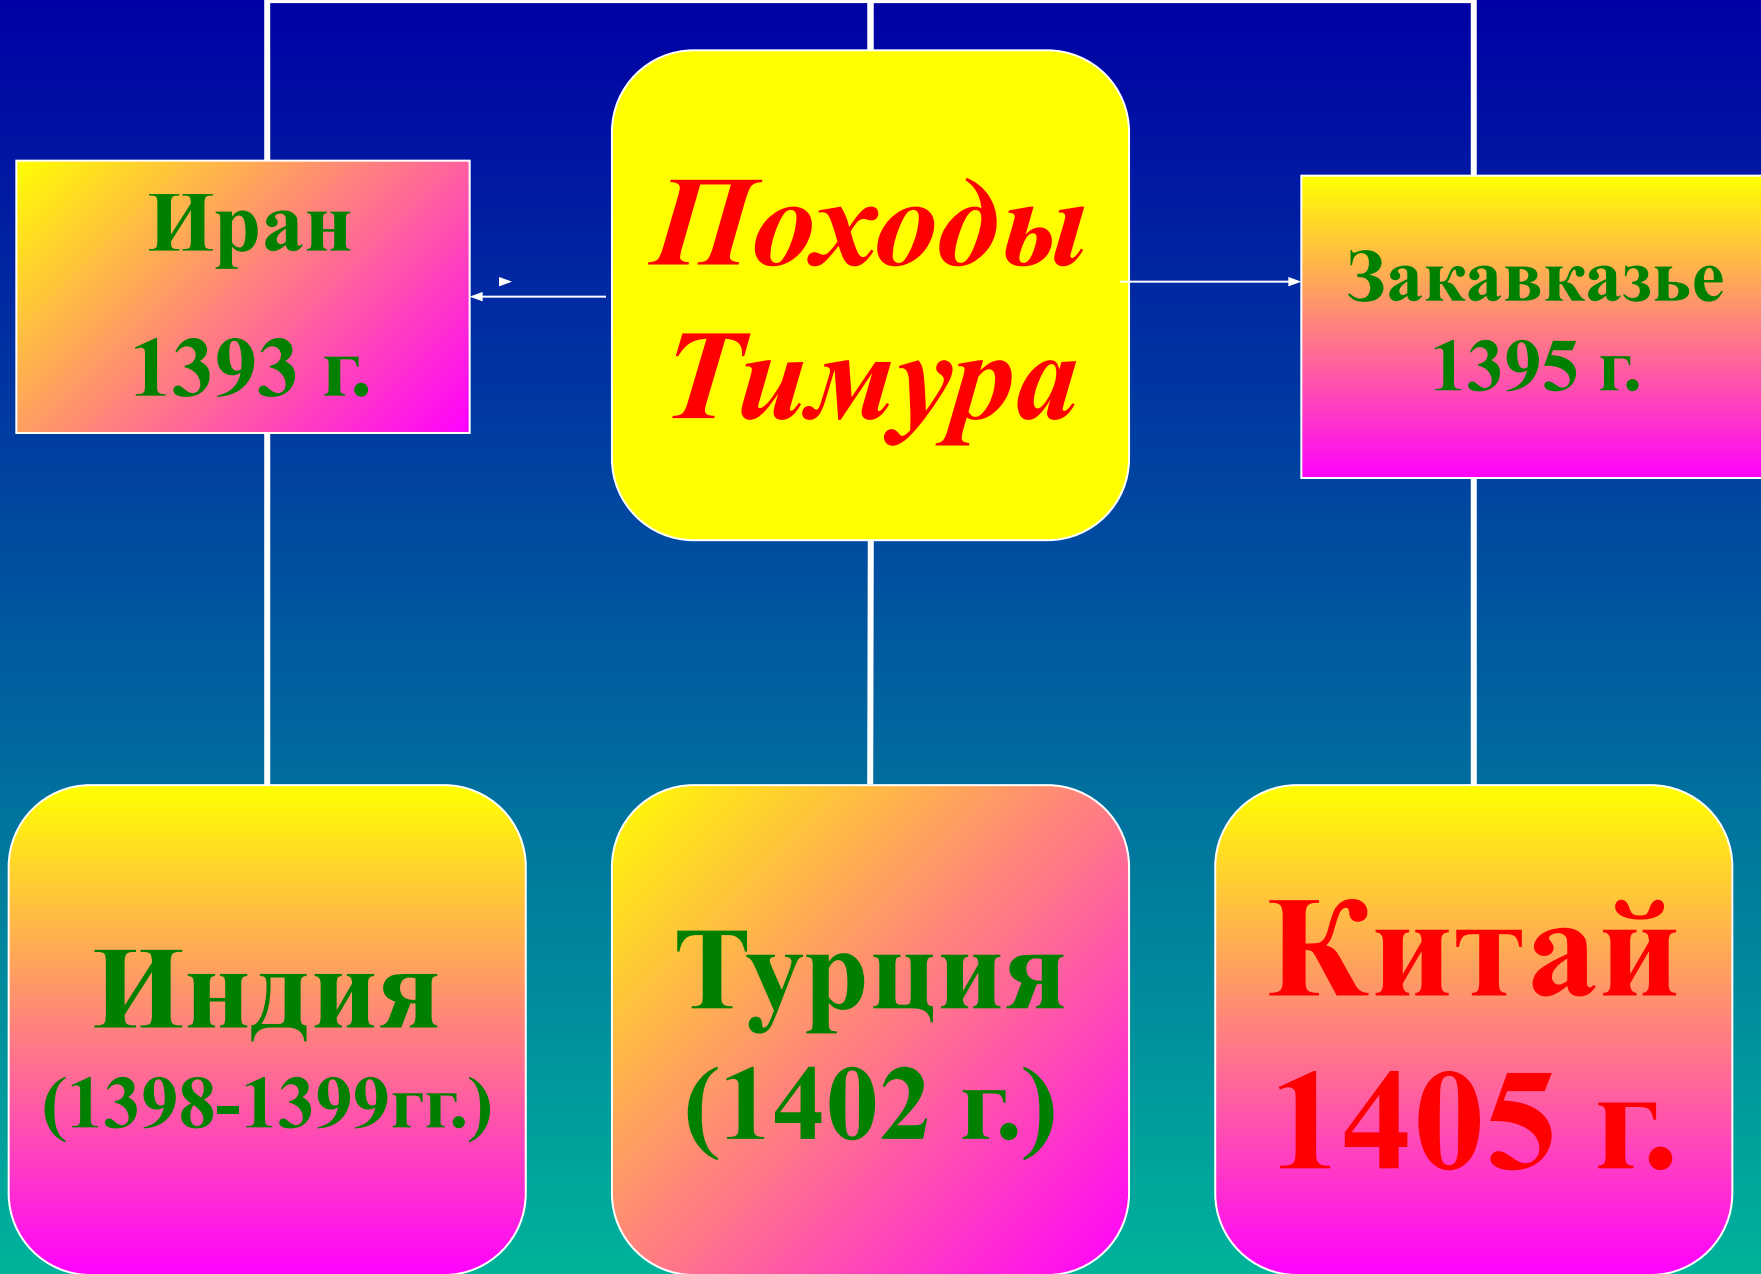 Походы
Тимура
Иран
1393 г.
Закавказье
1395 г.
Индия
(1398-1399гг.)
Турция
(1402 г.)
Китай
1405 г.